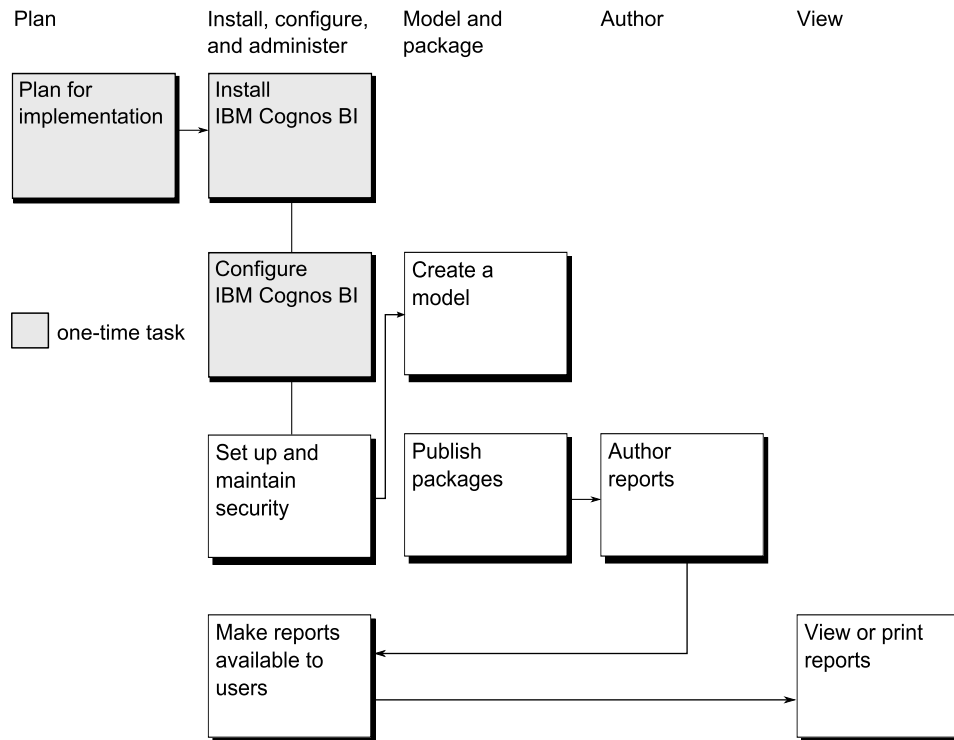 Plan
Install, configure,
and administer
Model and
package
Author
View
Plan for
implementation
Install
IBM Cognos BI
Configure
IBM Cognos BI
Create a
model
one-time task
Set up and
maintain
security
Publish
packages
Author
reports
Make reports
available to
users
View or print
reports